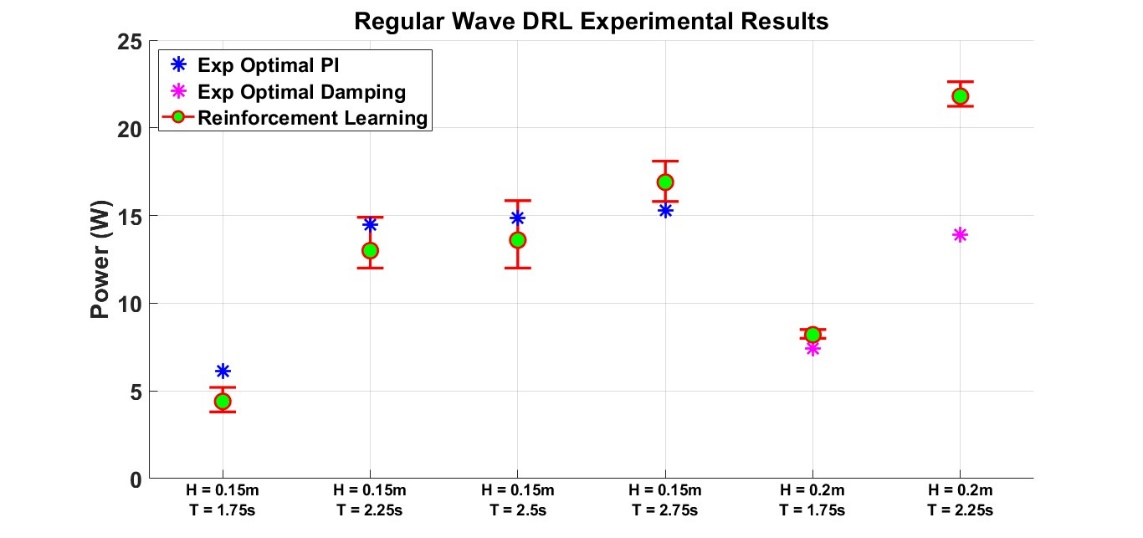 Regular Wave DRL Experimental Results
25
20
15
10
5
0
Power (W)
Exp Optimal PI
Exp Optimal Damping
Reinforcement Learning
H = 0.15m
T = 1.75s
H = 0.15m
T = 2.25s
H = 0.15m
T = 2.5s
H = 0.15m
T = 2.75s
H = 0.2m
T = 1.75s
H = 0.2m
T = 2.25s